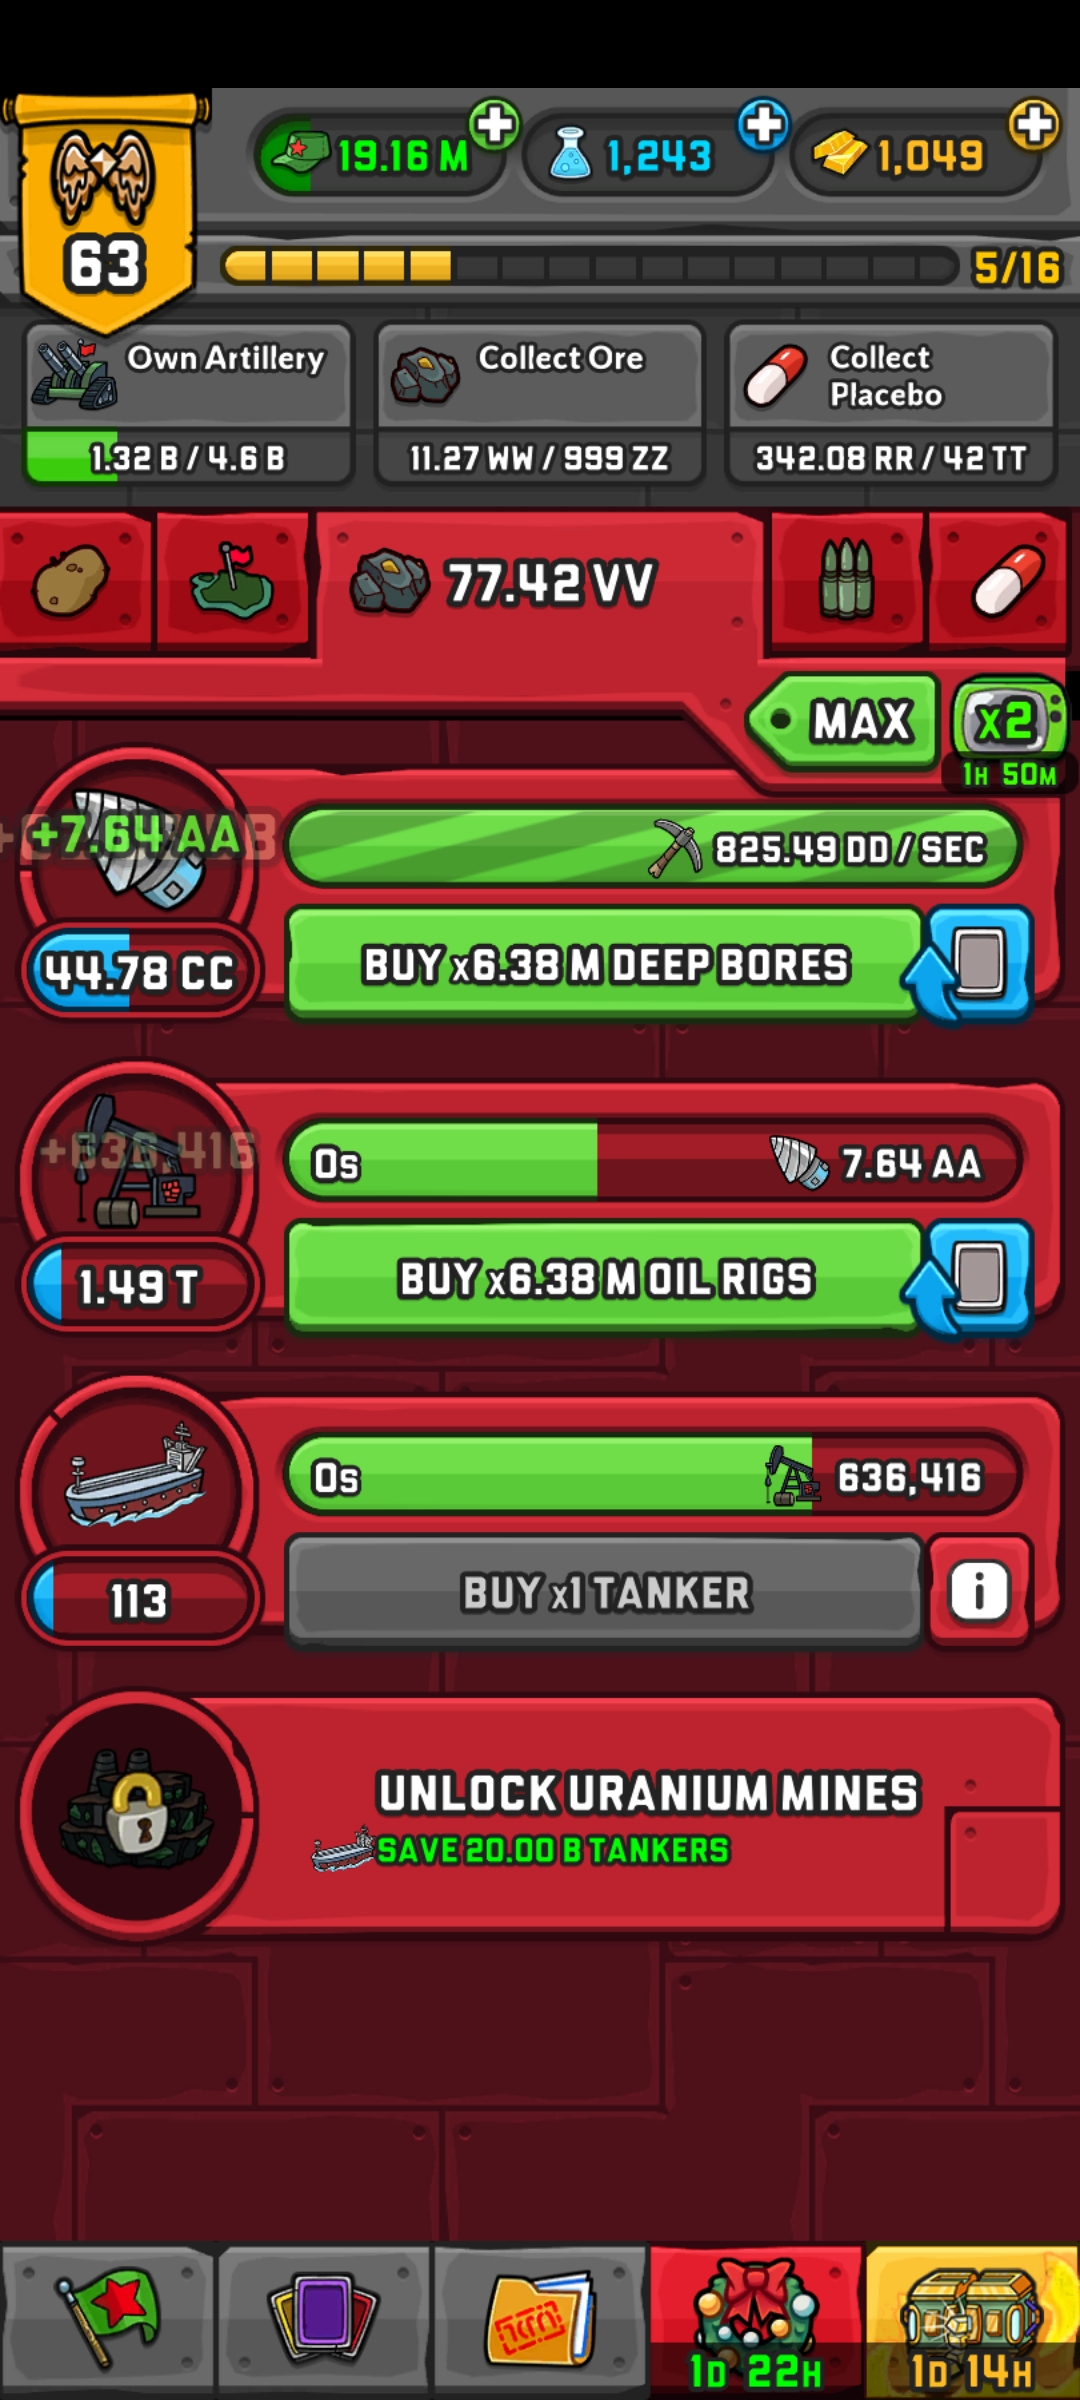 19.16 M
1,243
1,049
63
5/16
Own Artillery
Collect Ore
Collect
Placebo
1.32 B / 4.6 B
11.27 WW / 999 ZZ
342.08 RR / 42 TT
77.42 VV
MAX
x2
1H 50M
+7.64 AA
825.49 DD / SEC
44.78 CC
BUY x6.38 M DEEP BORES
+636,416
0s
7.64 AA
1.49 T
BUY x6.38 M OIL RIGS
0s
636,416
113
BUY x1 TANKER
i
UNLOCK URANIUM MINES
SAVE 20.00 B TANKERS
1D 22H
1D 14H